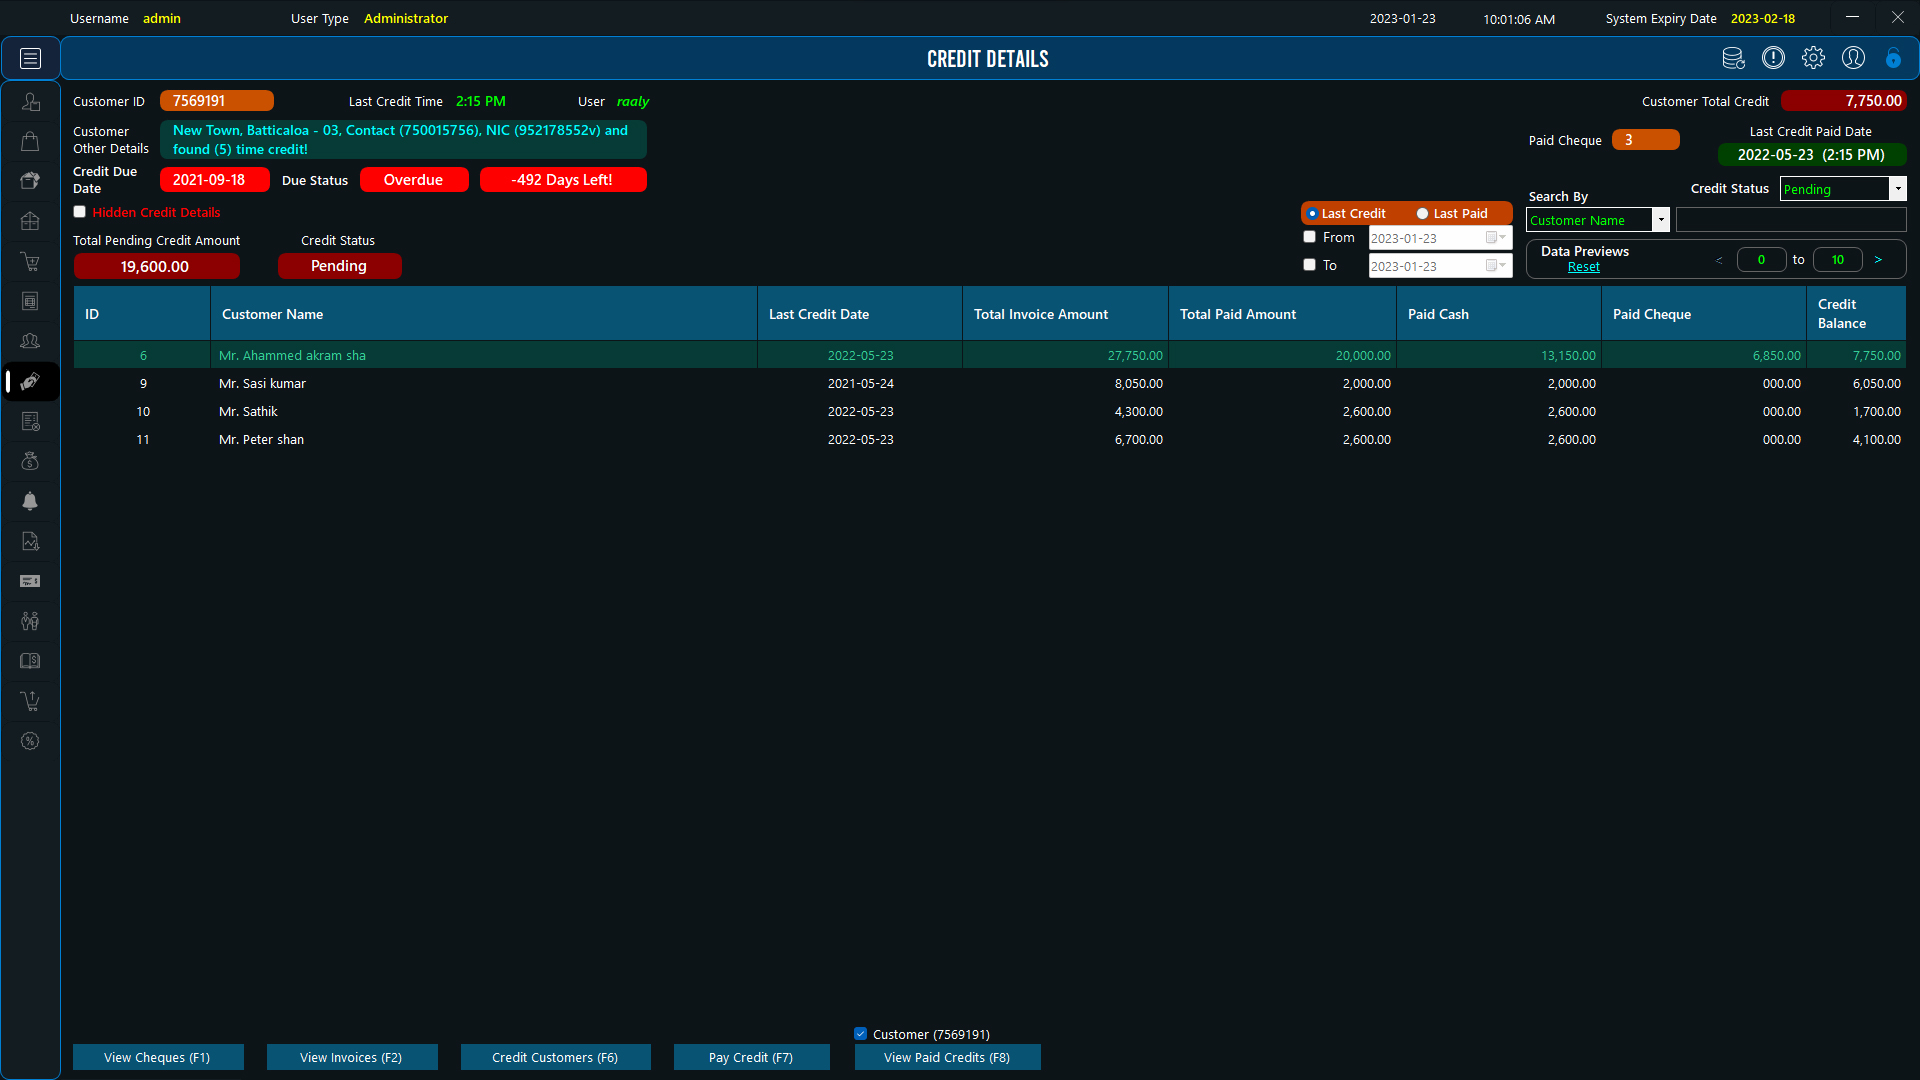 Username admin User Type Administrator 2023-01-23 10:01:06 AM System Expiry Date 2023-02-18
CREDIT DETAILS
Customer ID 7569191 Last Credit Time 2:15 PM User raaly Customer Total Credit 7,750.00
Customer
Other Details
New Town, Batticaloa - 03, Contact (750015756), NIC (952178552v) and
found (5) time credit!
Paid Cheque 3
Last Credit Paid Date
2022-05-23 (2:15 PM)
Credit Due
Date
2021-09-18 Due Status Overdue -492 Days Left!
Credit Status Pending
Search By
Customer Name
Hidden Credit Details
Last Credit Last Paid
From 2023-01-23
To 2023-01-23
Data Previews
Reset
< 0 to 10 >
Total Pending Credit Amount Credit Status
19,600.00 Pending
ID Customer Name Last Credit Date Total Invoice Amount Total Paid Amount Paid Cash Paid Cheque Credit
Balance
6 Mr. Ahammed akram sha 2022-05-23 27,750.00 20,000.00 13,150.00 6,850.00 7,750.00
9 Mr. Sasi kumar 2021-05-24 8,050.00 2,000.00 2,000.00 000.00 6,050.00
10 Mr. Sathik 2022-05-23 4,300.00 2,600.00 2,600.00 000.00 1,700.00
11 Mr. Peter shan 2022-05-23 6,700.00 2,600.00 2,600.00 000.00 4,100.00
Customer (7569191)
View Cheques (F1) View Invoices (F2) Credit Customers (F6) Pay Credit (F7) View Paid Credits (F8)